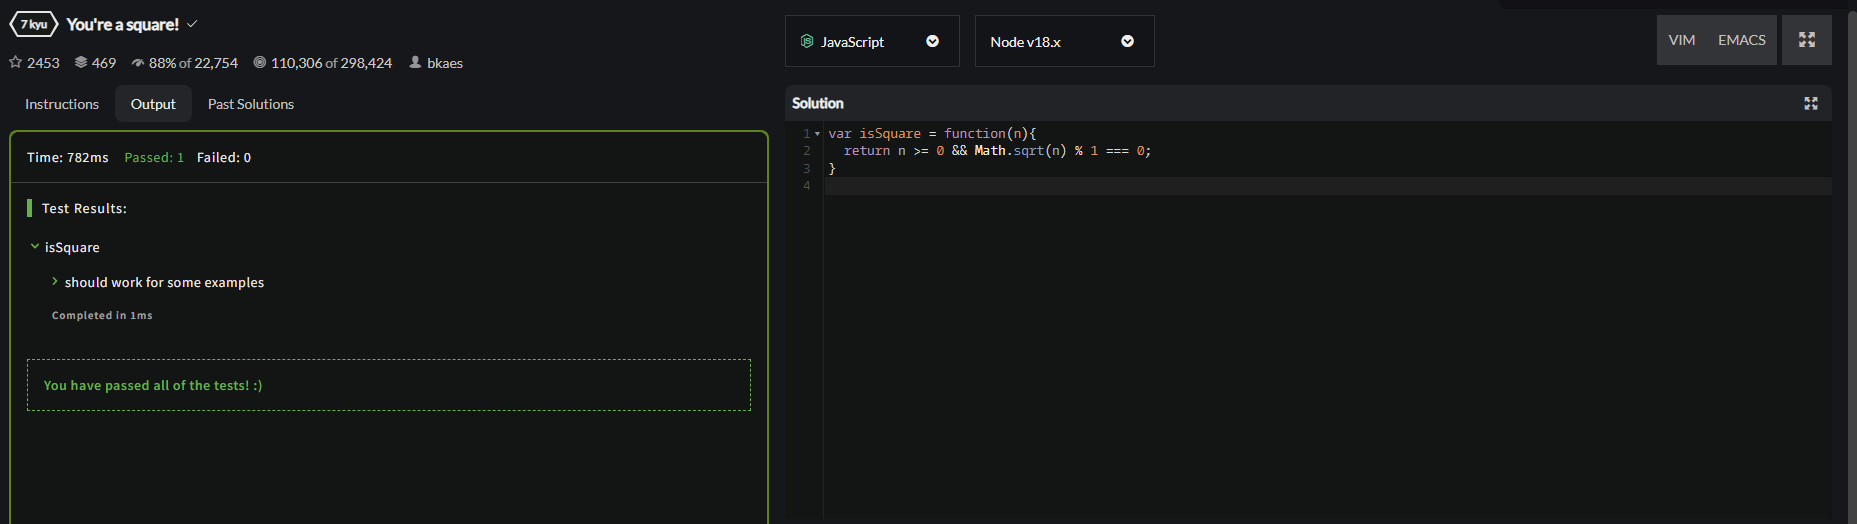 7 kyu You're a square!
2453 469 88% of 22,754 110,306 of 298,424 bkaes
Instructions Output Past Solutions
Time: 782ms Passed: 1 Failed: 0
Test Results:
isSquare
should work for some examples
Completed in 1ms
You have passed all of the tests! :)
JavaScript Node v18.x VIM EMACS
Solution
1 var isSquare = function(n){
2 return n >= 0 && Math.sqrt(n) % 1 === 0;
3 }
4